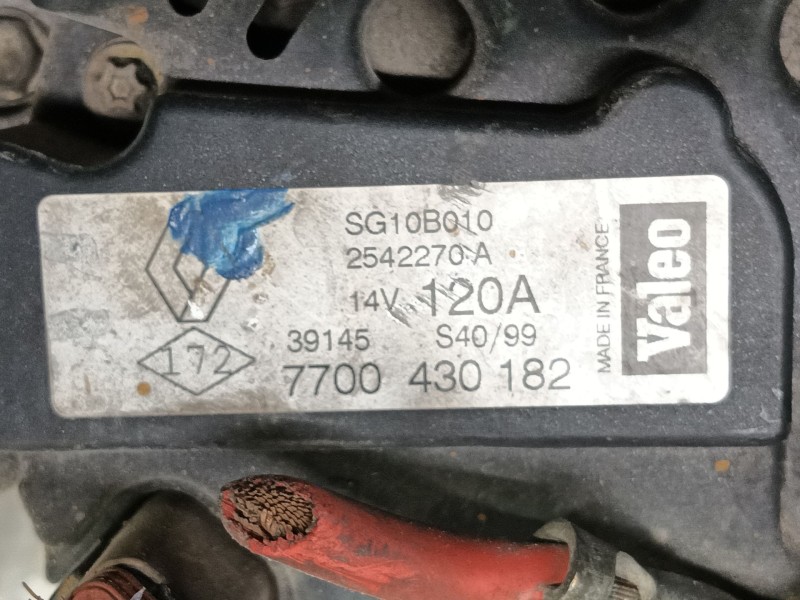 SG10B010
2542270 A
14V 120A
39145 S40/99
172
7700 430 182
MADE IN FRANCE
Valeo